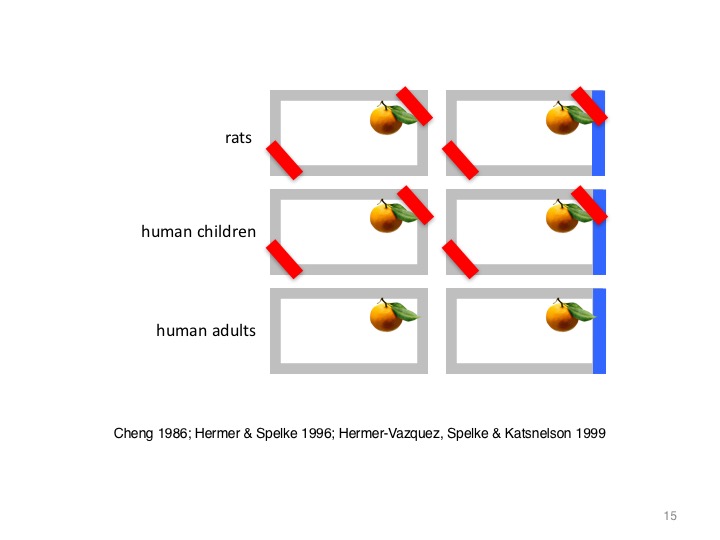 rats
human children
human adults
Cheng 1986; Hermer & Spelke 1996; Hermer-Vazquez, Spelke & Katsnelson 1999
15